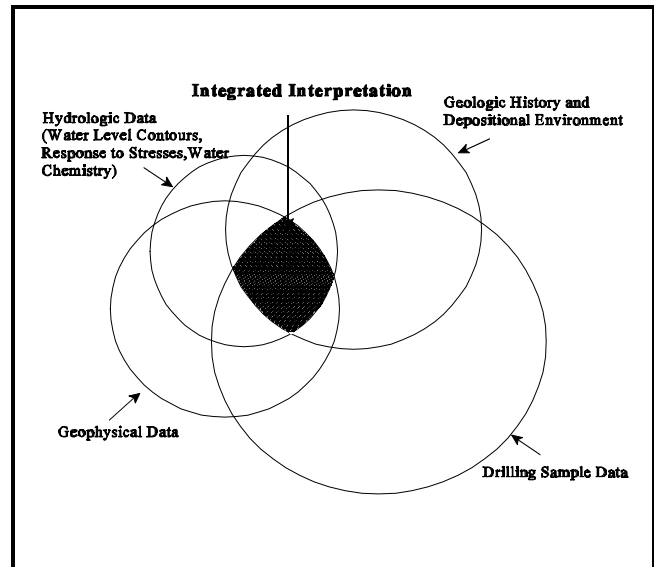 Integrated Interpretation
Geologic History and
Depositional Environment
Hydrologic Data
(Water Level Contours,
Response to Stresses,Water
Chemistry)
Geophysical Data
Drilling Sample Data